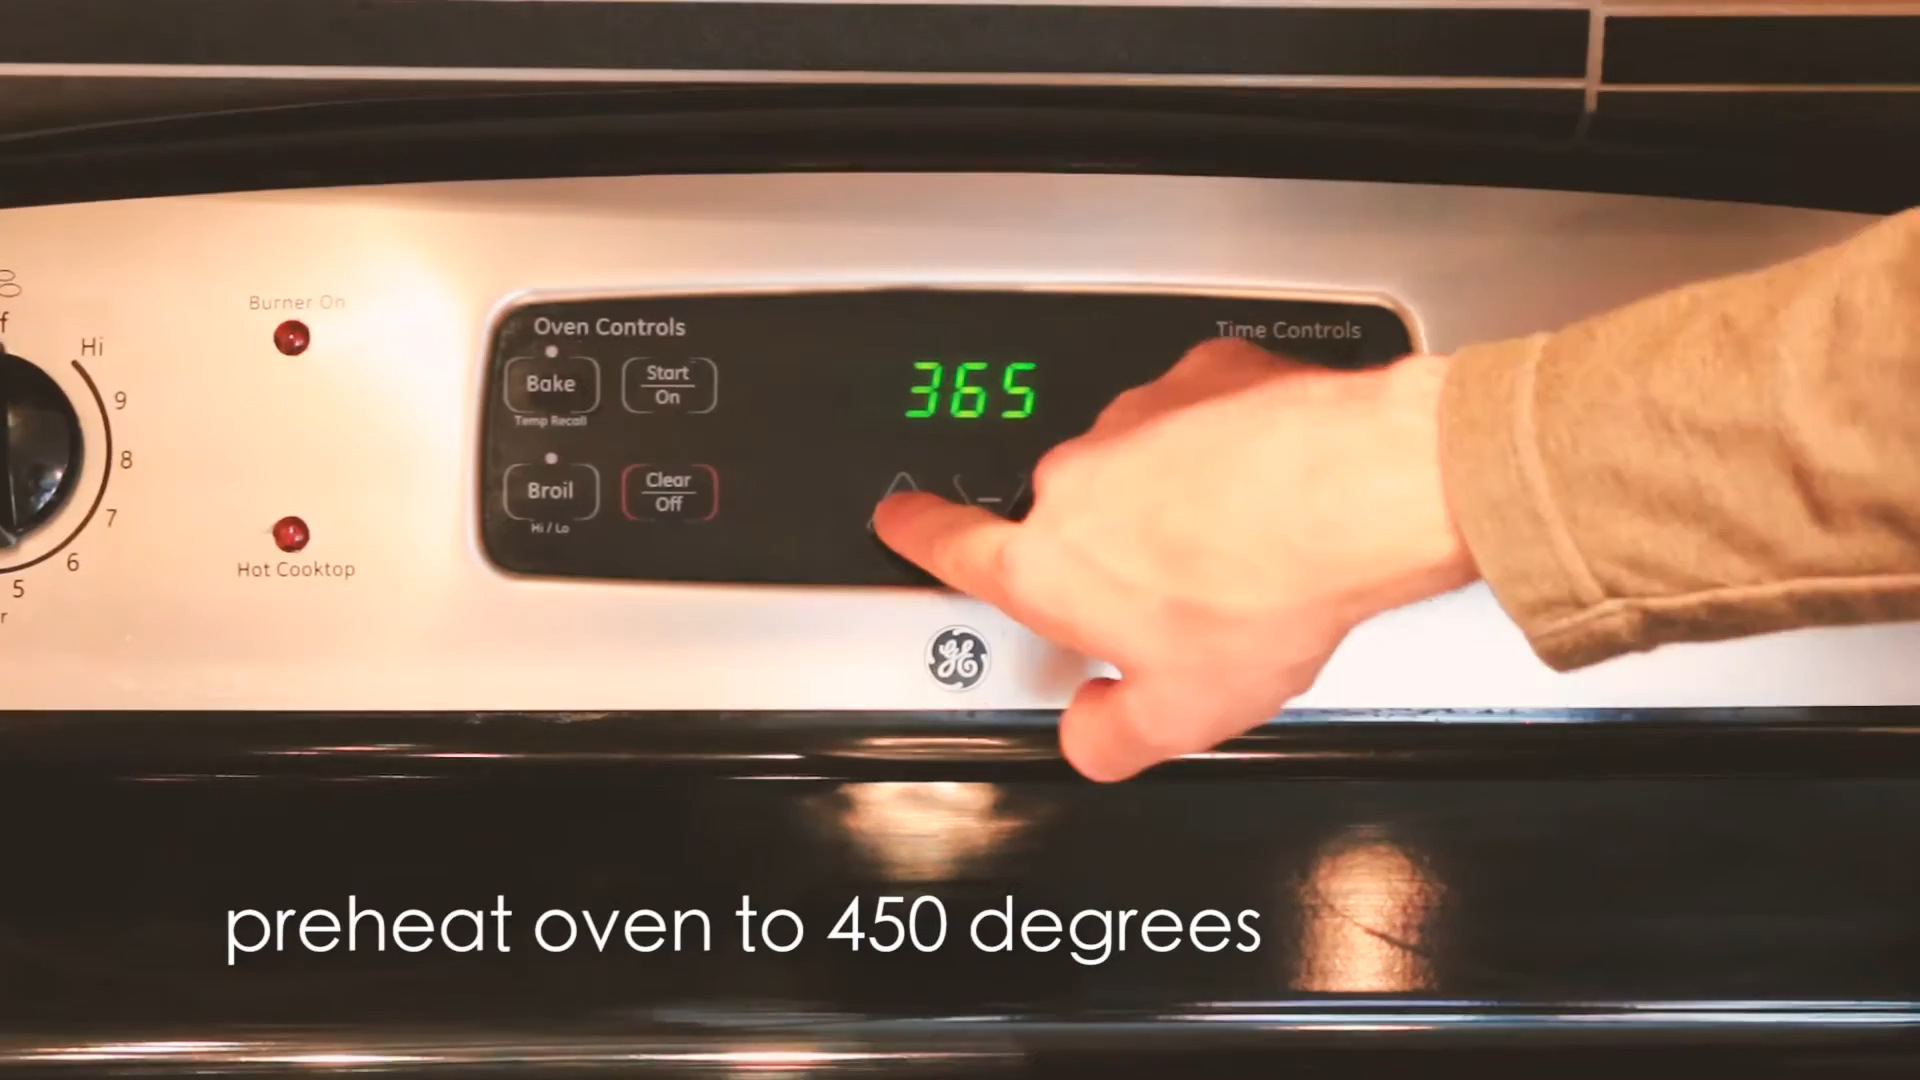 Burner On
Hi
9
8
7
6
5
Hot Cooktop
Oven Controls
Bake
Temp Recall
Start
On
Broil
Hi / Lo
Clear
Off
365
Time Controls
GE
preheat oven to 450 degrees